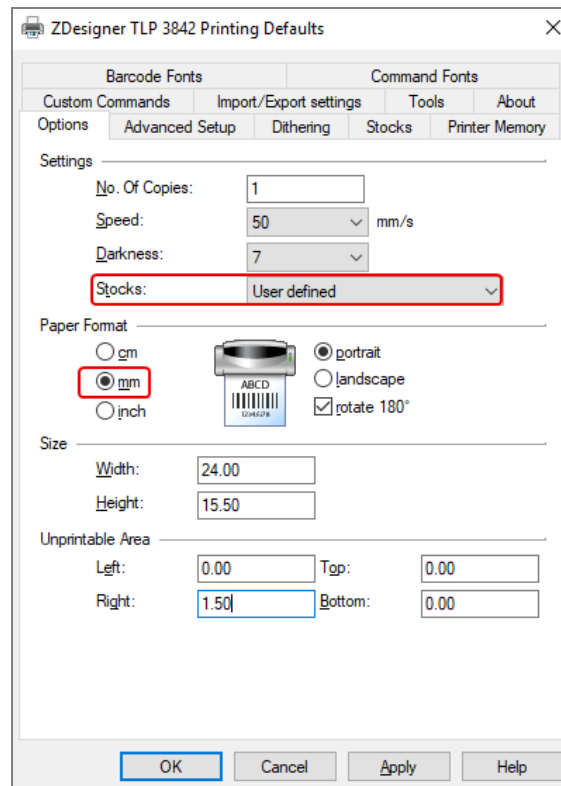 ZDesigner TLP 3842 Printing Defaults
Barcode Fonts Command Fonts
Custom Commands Import/Export settings Tools About
Options Advanced Setup Dithering Stocks Printer Memory
Settings
No. Of Copies: 1
Speed: 50 mm/s
Darkness: 7
Stocks: User defined
Paper Format
cm
mm
inch
ABCD
12345678
portrait
landscape
rotate 180°
Size
Width: 24.00
Height: 15.50
Unprintable Area
Left: 0.00 Top: 0.00
Right: 1.50 Bottom: 0.00
OK Cancel Apply Help